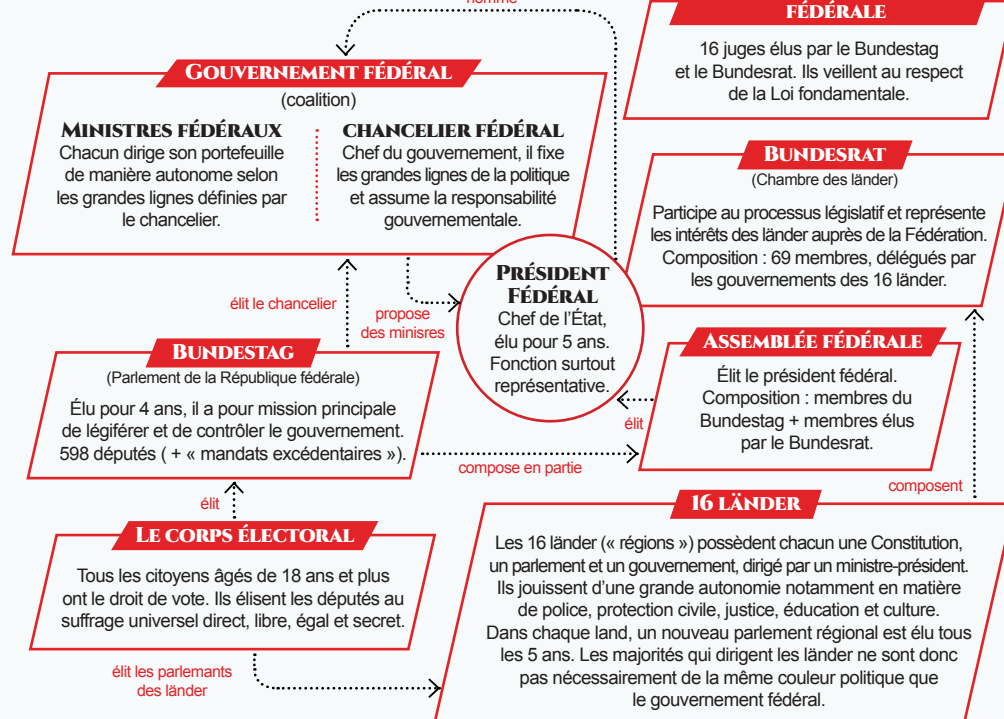 nomme
FÉDÉRALE
16 juges élus par le Bundestag
et le Bundesrat. Ils veillent au respect
de la Loi fondamentale.
GOUVERNEMENT FÉDÉRAL
(coalition)
MINISTRES FÉDÉRAUX
Chacun dirige son portefeuille
de manière autonome selon
les grandes lignes définies par
le chancelier.
CHANCELIER FÉDÉRAL
Chef du gouvernement, il fixe
les grandes lignes de la politique
et assume la responsabilité
gouvernementale.
BUNDESRAT
(Chambre des länder)
Participe au processus législatif et représente
les intérêts des länder auprès de la Fédération.
Composition : 69 membres, délégués par
les gouvernements des 16 länder.
PRÉSIDENT
FÉDÉRAL
Chef de l'État,
élu pour 5 ans.
Fonction surtout
représentative.
élit le chancelier
propose
des minisres
BUNDESTAG
(Parlement de la République fédérale)
Élu pour 4 ans, il a pour mission principale
de légiférer et de contrôler le gouvernement.
598 députés ( + « mandats excédentaires »).
ASSEMBLÉE FÉDÉRALE
Élit le président fédéral.
Composition : membres du
Bundestag + membres élus
par le Bundesrat.
élit
compose en partie
composent
élit
LE CORPS ÉLECTORAL
Tous les citoyens âgés de 18 ans et plus
ont le droit de vote. Ils élisent les députés au
suffrage universel direct, libre, égal et secret.
élit les parlemants
des länder
16 LÄNDER
Les 16 länder (« régions ») possèdent chacun une Constitution,
un parlement et un gouvernement, dirigé par un ministre-président.
Ils jouissent d'une grande autonomie notamment en matière
de police, protection civile, justice, éducation et culture.
Dans chaque land, un nouveau parlement régional est élu tous
les 5 ans. Les majorités qui dirigent les länder ne sont donc
pas nécessairement de la même couleur politique que
le gouvernement fédéral.